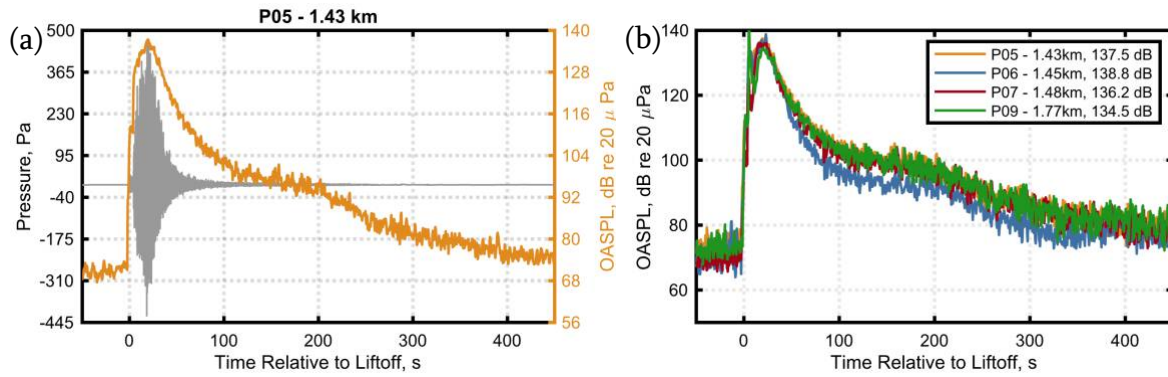 P05 - 1.43 km
(a)
500
365
230
95
-40
-175
-310
-445
Pressure, Pa
0
100
200
300
400
Time Relative to Liftoff, s
140
128
116
104
92
80
68
56
OASPL, dB re 20 μ Pa
(b)
140
120
100
80
60
OASPL, dB re 20 μPa
0
100
200
300
400
Time Relative to Liftoff, s
P05 - 1.43km, 137.5 dB
P06 - 1.45km, 138.8 dB
P07 - 1.48km, 136.2 dB
P09 - 1.77km, 134.5 dB